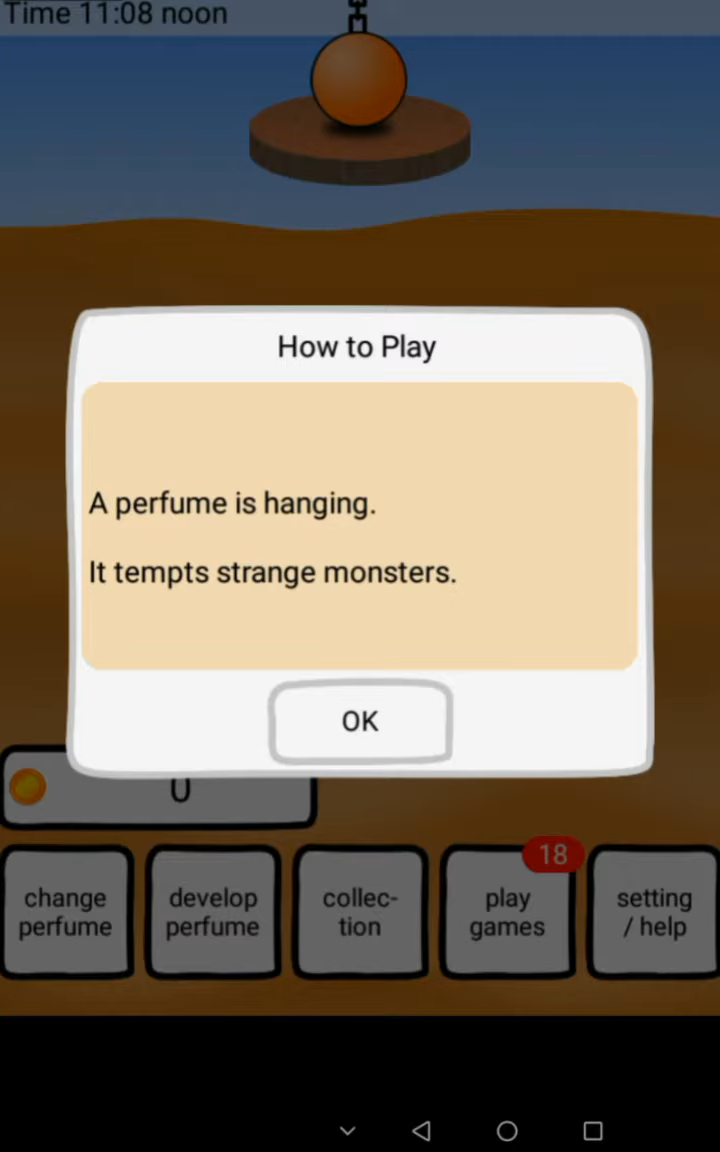 Time 11:08 noon
How to Play
A perfume is hanging.
It tempts strange monsters.
OK
0
18
change
perfume
develop
perfume
collec-
tion
play
games
setting
/ help